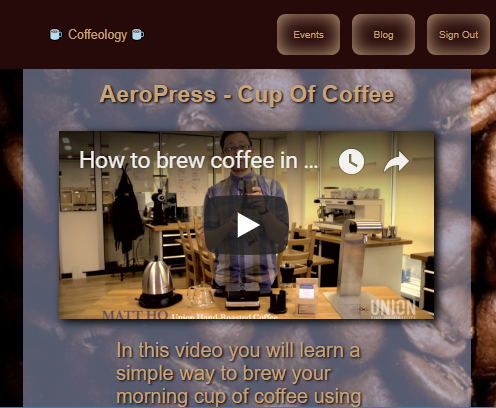 Coffeology
Events
Blog
Sign Out
AeroPress - Cup Of Coffee
How to brew coffee in ...
MATT HO
Union Hand-Roasted Coffee
UNION
In this video you will learn a
simple way to brew your
morning cup of coffee using